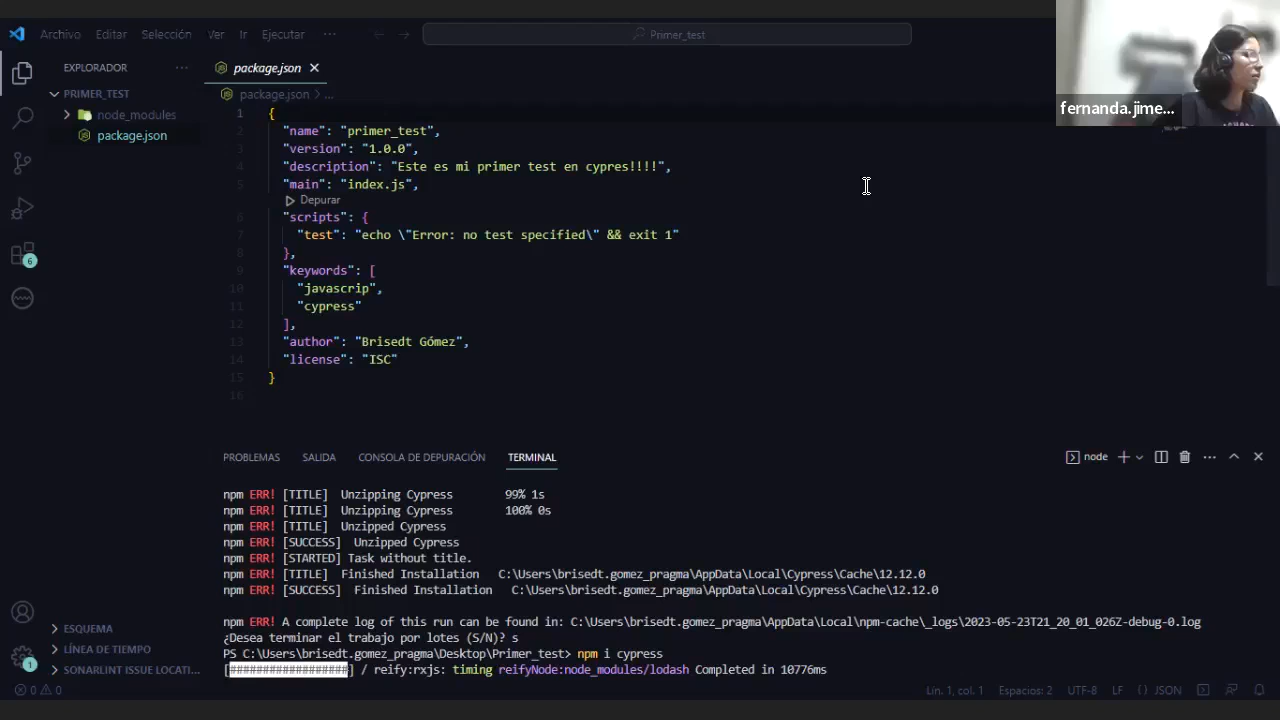 Archivo Editar Selección Ver Ir Ejecutar ··· Primer_test
fernanda.jime...
EXPLORADOR ···
package.json
PRIMER_TEST
node_modules
package.json
package.json > ...
1 {
2 "name": "primer_test",
3 "version": "1.0.0",
4 "description": "Este es mi primer test en cypres!!!!",
5 "main": "index.js",
Depurar
6 "scripts": {
7 "test": "echo \"Error: no test specified\" && exit 1"
8 },
9 "keywords": [
10 "javascrip",
11 "cypress"
12 ],
13 "author": "Brisedt Gómez",
14 "license": "ISC"
15 }
16
6
PROBLEMAS SALIDA CONSOLA DE DEPURACIÓN TERMINAL
node
npm ERR! [TITLE] Unzipping Cypress 99% 1s
npm ERR! [TITLE] Unzipping Cypress 100% 0s
npm ERR! [TITLE] Unzipped Cypress
npm ERR! [SUCCESS] Unzipped Cypress
npm ERR! [STARTED] Task without title.
npm ERR! [TITLE] Finished Installation C:\Users\brisedt.gomez_pragma\AppData\Local\Cypress\Cache\12.12.0
npm ERR! [SUCCESS] Finished Installation C:\Users\brisedt.gomez_pragma\AppData\Local\Cypress\Cache\12.12.0
npm ERR! A complete log of this run can be found in: C:\Users\brisedt.gomez_pragma\AppData\Local\npm-cache\_logs\2023-05-23T21_20_01_026Z-debug-0.log
¿Desea terminar el trabajo por lotes (S/N)? s
PS C:\Users\brisedt.gomez_pragma\Desktop\Primer_test> npm i cypress
[##################] / reify:rxjs: timing reifyNode:node_modules/lodash Completed in 10776ms
ESQUEMA
LÍNEA DE TIEMPO
SONARLINT ISSUE LOCATI...
1
0 0
Lín. 1, col. 1 Espacios: 2 UTF-8 LF { } JSON